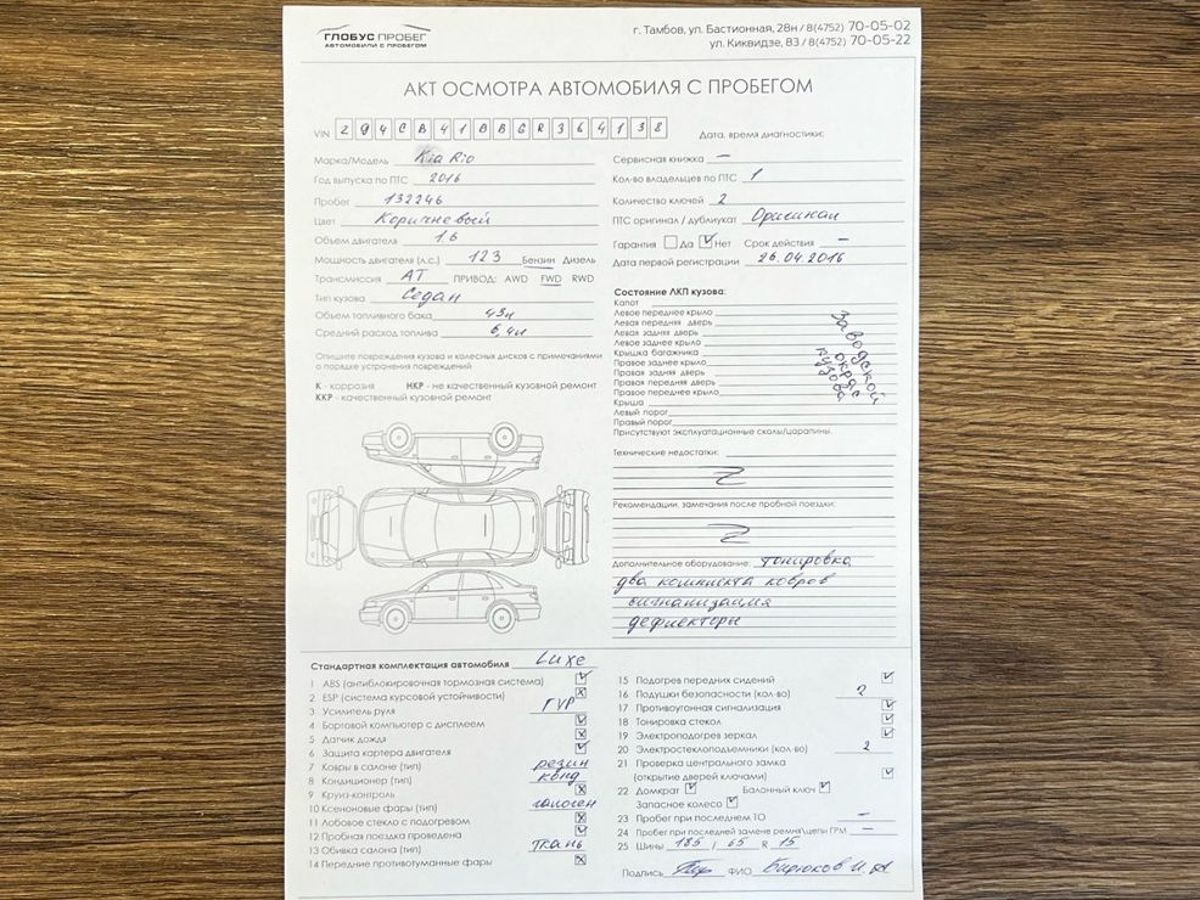 ГЛОБУС ПРОБЕГ
АВТОМОБИЛИ С ПРОБЕГОМ
г. Тамбов, ул. Бастионная, 28н / 8(4752) 70-05-02
ул. Киквидзе, 83 / 8(4752) 70-05-22
АКТ ОСМОТРА АВТОМОБИЛЯ С ПРОБЕГОМ
VIN Z94CB41BBGR364138
Дата, время диагностики:
Марка/Модель Kia Rio
Год выпуска по ПТС 2016
Пробег 132246
Цвет Коричневый
Объем двигателя 1.6
Мощность двигателя (л.с.) 123 Бензин Дизель
Трансмиссия АТ ПРИВОД: AWD FWD RWD
Тип кузова Седан
Объем топливного бака 43л
Средний расход топлива 6,4л
Опишите повреждения кузова и колесных дисков с примечаниями
о порядке устранения повреждений
К - коррозия НКР - не качественный кузовной ремонт
ККР - качественный кузовной ремонт
Сервисная книжка —
Кол-во владельцев по ПТС 1
Количество ключей 2
ПТС оригинал / дубликат Оригинал
Гарантия Да Нет Срок действия —
Дата первой регистрации 26.04.2016
Состояние ЛКП кузова:
Капот
Левое переднее крыло
Левая передняя дверь
Левая задняя дверь
Левое заднее крыло
Крышка багажника
Правое заднее крыло
Правая задняя дверь
Правая передняя дверь
Правое переднее крыло
Крыша
Левый порог
Правый порог
Заводской
окрас
кузова
Присутствуют эксплуатационные сколы/царапины.
Технические недостатки:
Z
Рекомендации, замечания после пробной поездки:
Z
Дополнительное оборудование: тонировка
два комплекта ковров
сигнализация
дефлекторы
Стандартная комплектация автомобиля Luxe
1 ABS (антиблокировочная тормозная система)
2 ESP (система курсовой устойчивости)
3 Усилитель руля ГУР
4 Бортовой компьютер с дисплеем
5 Датчик дождя
6 Защита картера двигателя
7 Ковры в салоне (тип) резин
8 Кондиционер (тип) конд
9 Круиз-контроль
10 Ксеноновые фары (тип) галоген
11 Лобовое стекло с подогревом
12 Пробная поездка проведена
13 Обивка салона (тип) ткань
14 Передние противотуманные фары
15 Подогрев передних сидений
16 Подушки безопасности (кол-во) 2
17 Противоугонная сигнализация
18 Тонировка стекол
19 Электроподогрев зеркал
20 Электростеклоподъемники (кол-во) 2
21 Проверка центрального замка
(открытие дверей ключами)
22 Домкрат Балонный ключ
Запасное колесо
23 Пробег при последнем ТО —
24 Пробег при последней замене ремня\цепи ГРМ —
25 Шины 185 / 65 R 15
Подпись ФИО Бирюков И. А